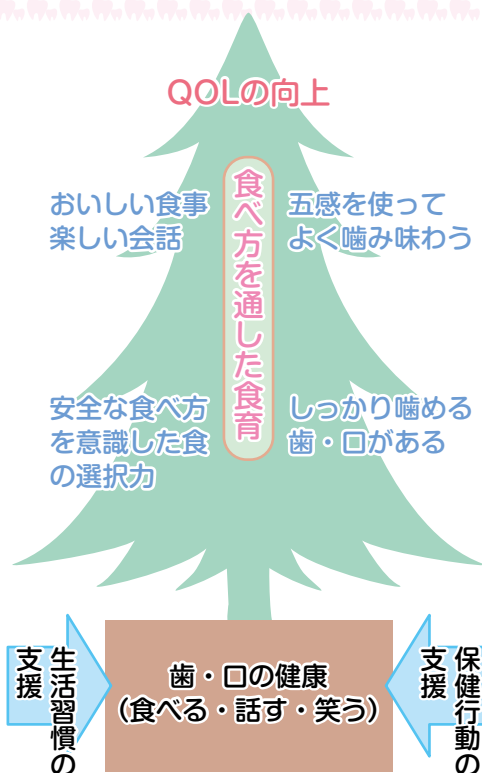 QOLの向上
おいしい食事
楽しい会話
食べ方を通した食育
五感を使って
よく噛み味わう
安全な食べ方
を意識した食
の選択力
しっかり噛める
歯・口がある
生活習慣の
支援
歯・口の健康
（食べる・話す・笑う）
保健行動の
支援